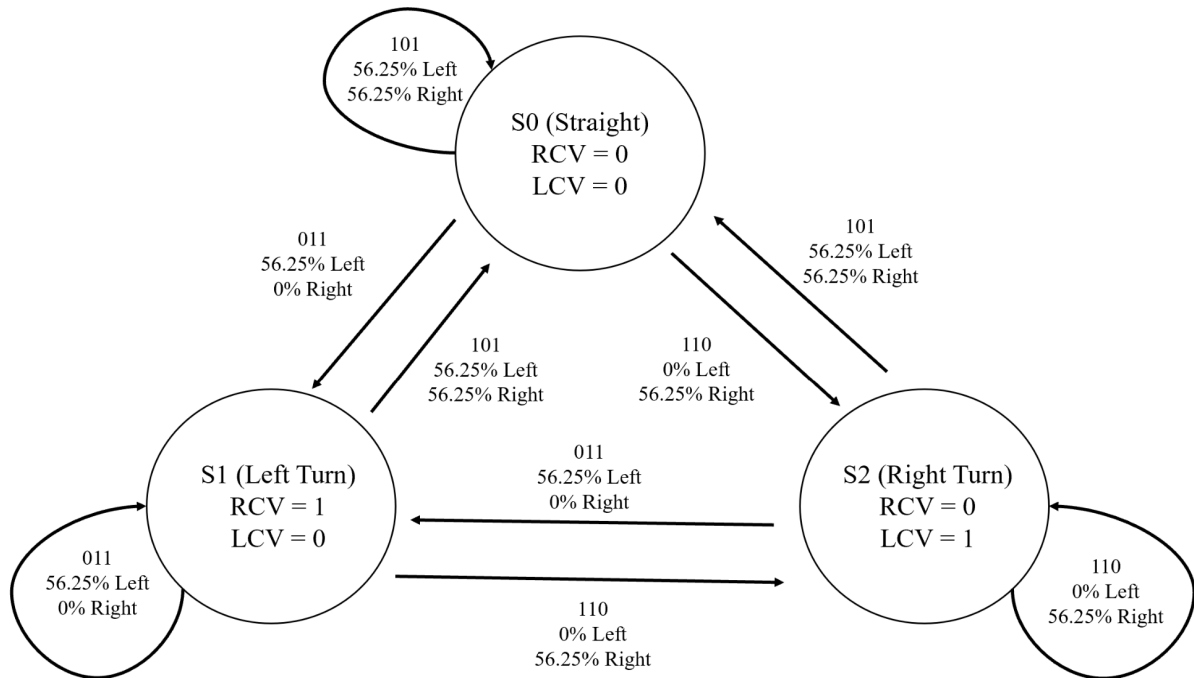 101
56.25% Left
56.25% Right
S0 (Straight)
RCV = 0
LCV = 0
011
56.25% Left
0% Right
101
56.25% Left
56.25% Right
101
56.25% Left
56.25% Right
110
0% Left
56.25% Right
S1 (Left Turn)
RCV = 1
LCV = 0
011
56.25% Left
0% Right
S2 (Right Turn)
RCV = 0
LCV = 1
011
56.25% Left
0% Right
110
0% Left
56.25% Right
110
0% Left
56.25% Right